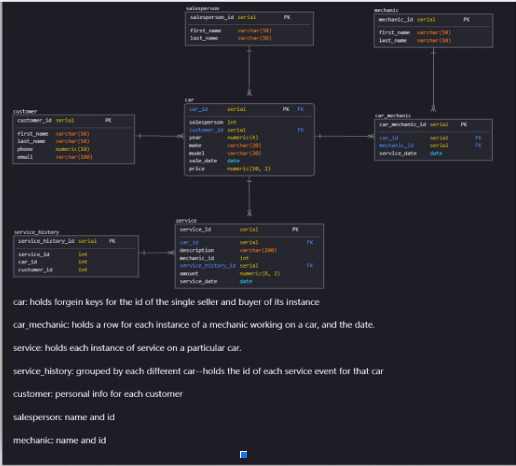 salesperson
salesperson_id serial PK
first_name varchar(50)
last_name varchar(50)
mechanic
mechanic_id serial PK
first_name varchar(50)
last_name varchar(50)
customer
customer_id serial PK
first_name varchar(50)
last_name varchar(50)
phone numeric(10)
email varchar(100)
car
car_id serial PK FK
salesperson int
customer_id serial FK
year
make varchar(20)
model varchar(30)
sale_date date
price numeric(10, 2)
car_mechanic
car_mechanic_id serial PK
car_id serial FK
mechanic_id serial FK
service_date date
service_history
service_history_id serial PK
service_id int
car_id int
customer_id int
service
service_id serial PK
car_id serial FK
description varchar(200)
mechanic_id int
service_history_id serial FK
amount numeric(8, 2)
service_date date
car: holds forgein keys for the id of the single seller and buyer of its instance
car_mechanic: holds a row for each instance of a mechanic working on a car, and the date.
service: holds each instance of service on a particular car.
service_history: grouped by each different car--holds the id of each service event for that car
customer: personal info for each customer
salesperson: name and id
mechanic: name and id